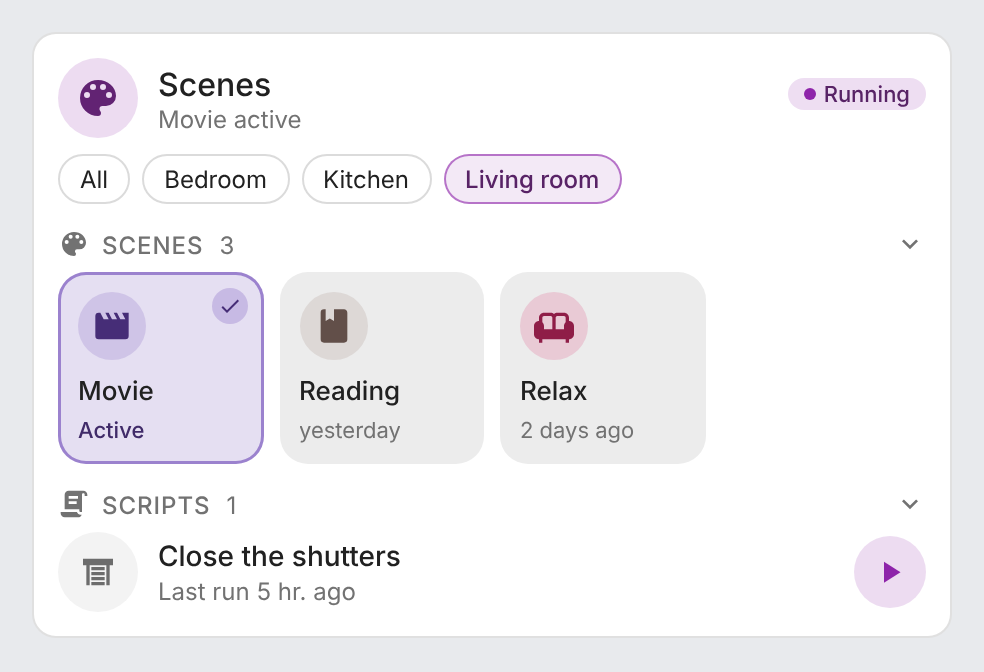 Scenes
Movie active
Running
All
Bedroom
Kitchen
Living room
SCENES 3
Movie
Active
Reading
yesterday
Relax
2 days ago
SCRIPTS 1
Close the shutters
Last run 5 hr. ago